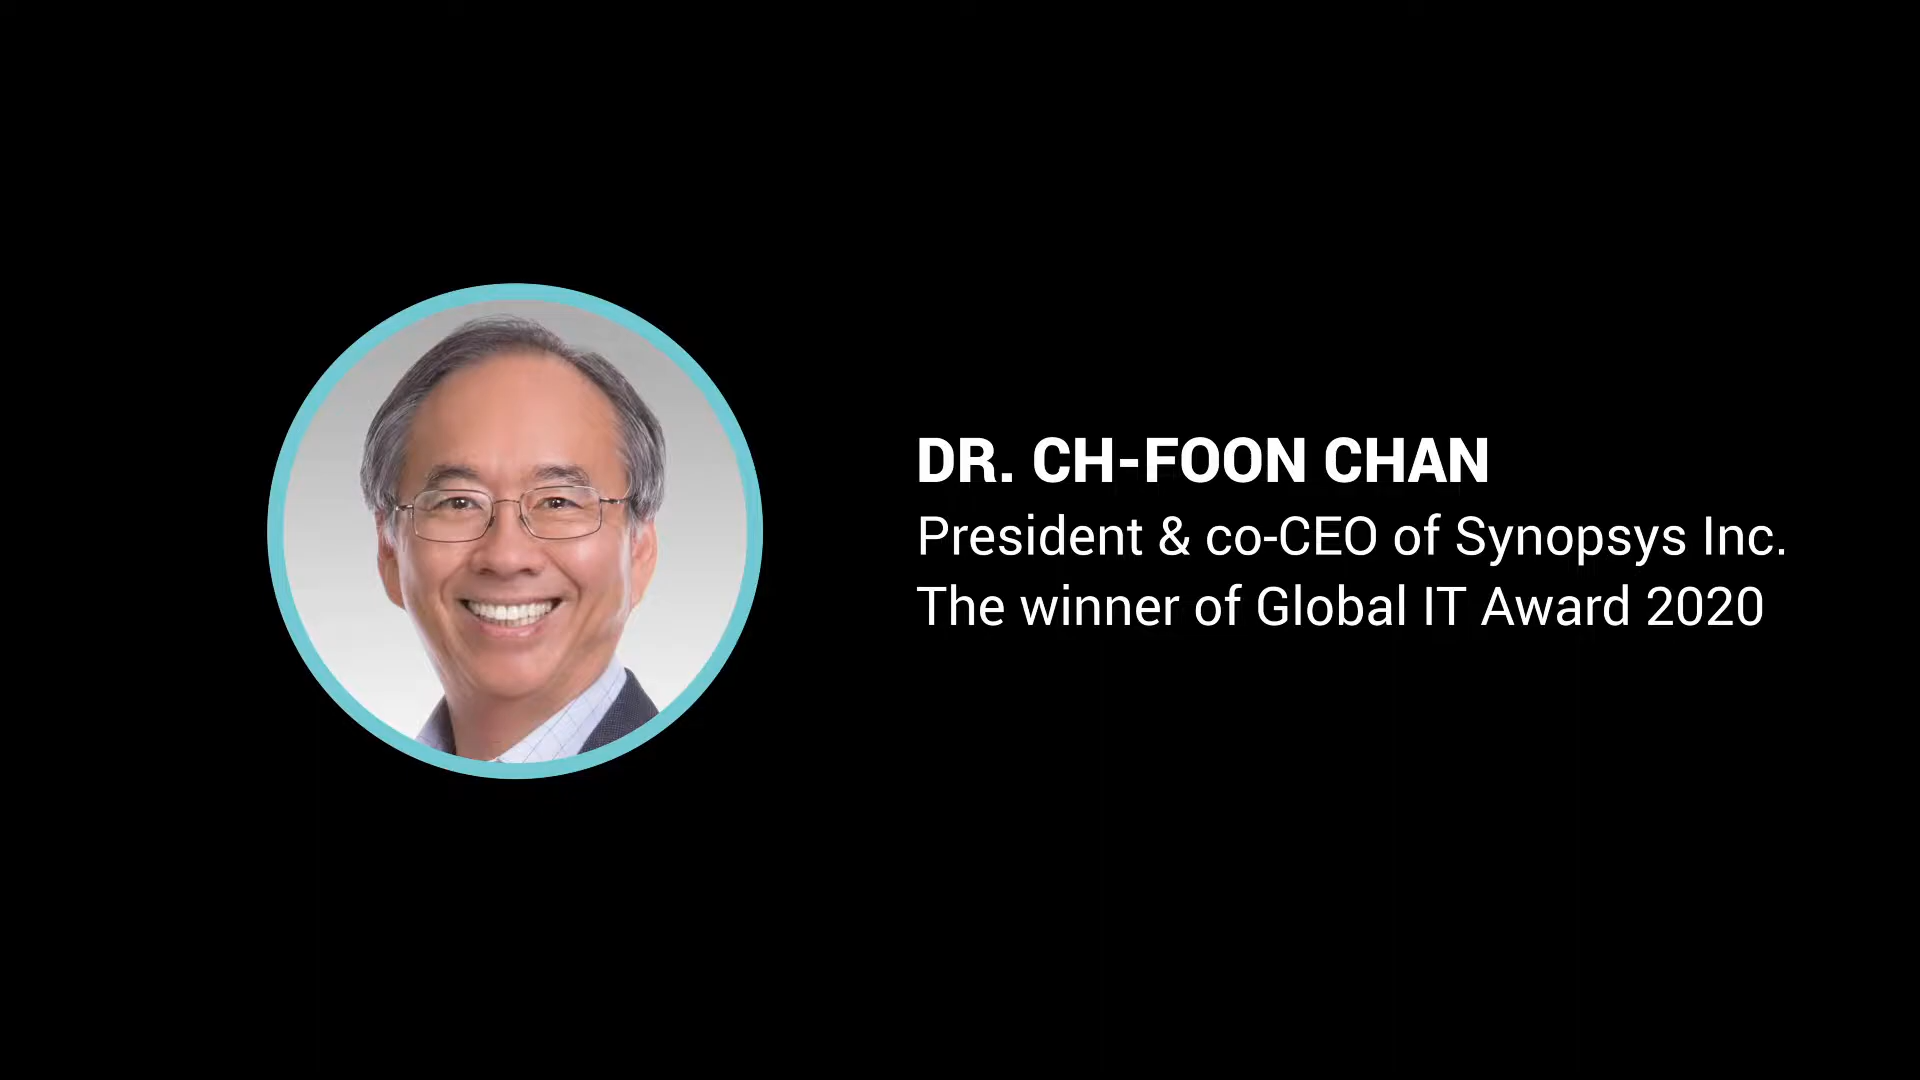 DR. CH-FOON CHAN
President & co-CEO of Synopsys Inc.
The winner of Global IT Award 2020